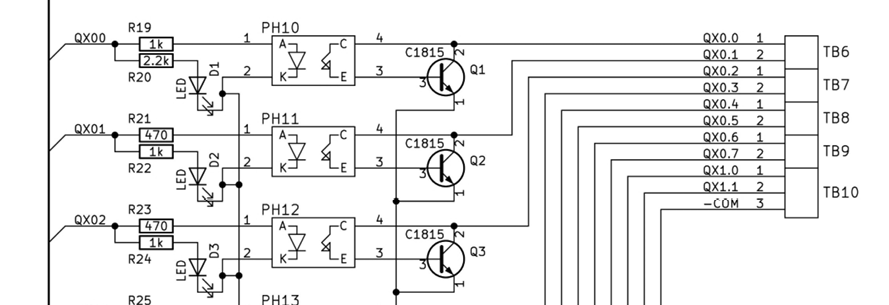 R19
PH10
QX00
1k
1
A
C
4
QX0.0 1
2.2k
C1815
2
QX0.1 2
TB6
R20
D1
2
K
E
3
3
Q1
QX0.2 1
LED
QX0.3 2
TB7
1
QX0.4 1
R21
PH11
QX0.5 2
TB8
QX01
470
1
A
C
4
QX0.6 1
1k
C1815
2
QX0.7 2
TB9
R22
D2
2
K
E
3
3
Q2
QX1.0 1
LED
QX1.1 2
TB10
1
-COM 3
R23
PH12
QX02
470
1
A
C
4
1k
C1815
2
R24
D3
2
K
E
3
3
Q3
LED
1
R25
PH13